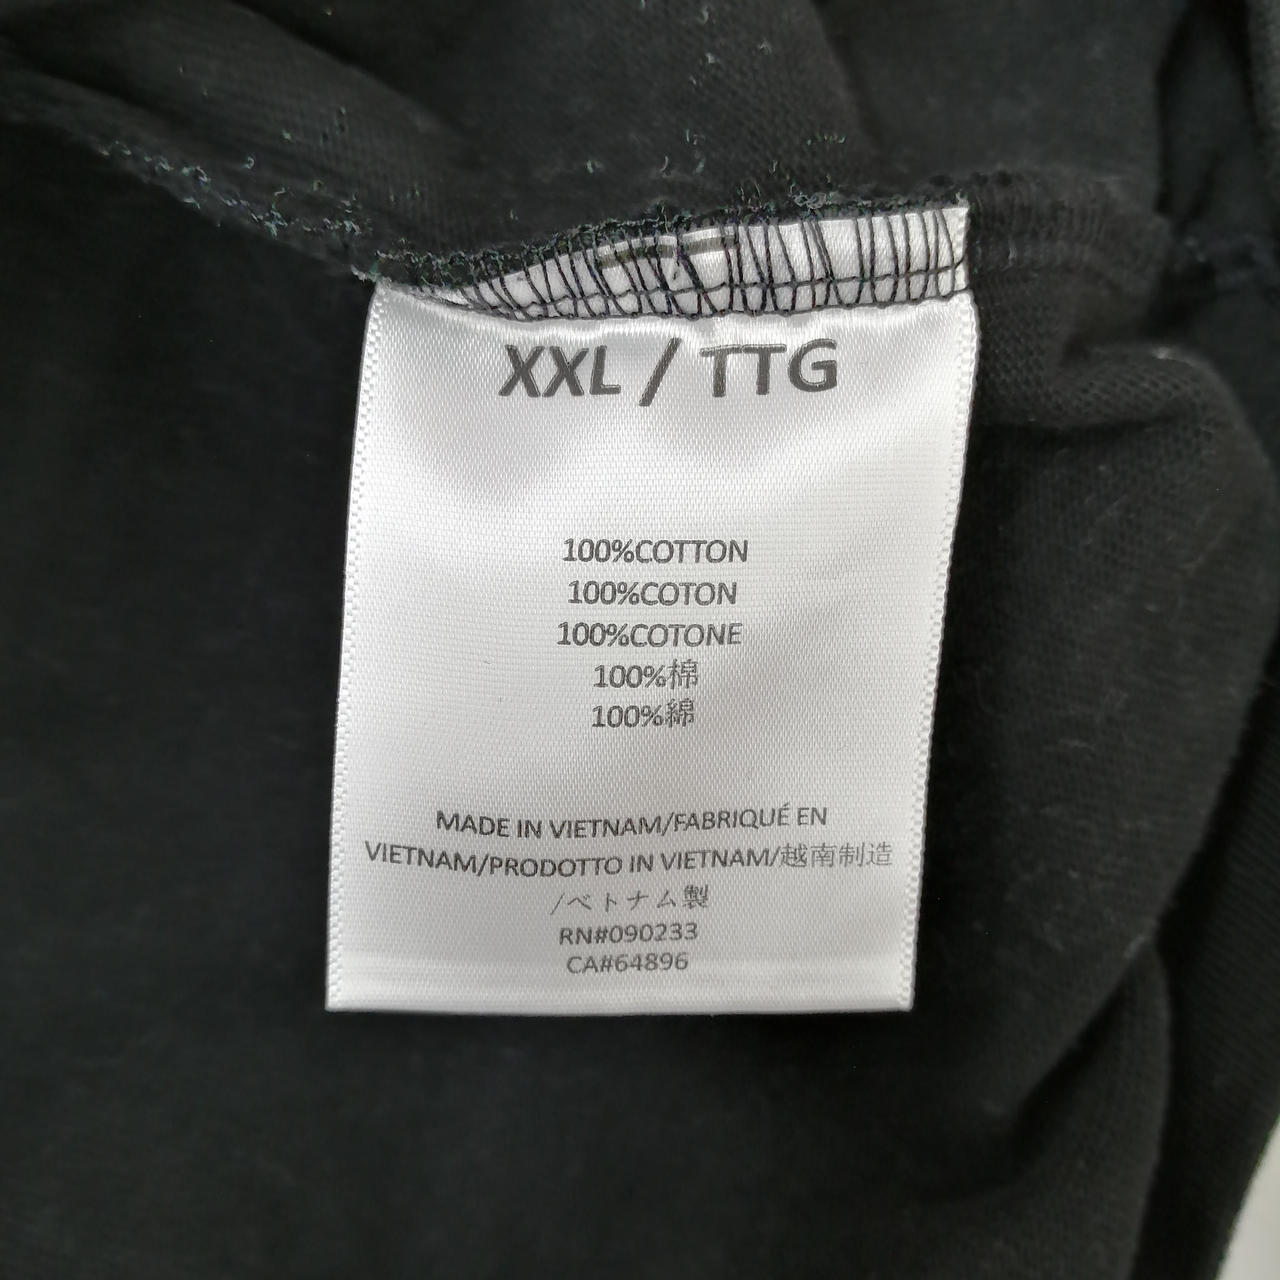 XXL / TTG
100%COTTON
100%COTON
100%COTONE
100%棉
100%綿
MADE IN VIETNAM/FABRIQUÉ EN
VIETNAM/PRODOTTO IN VIETNAM/越南制造
/ベトナム製
RN#090233
CA#64896